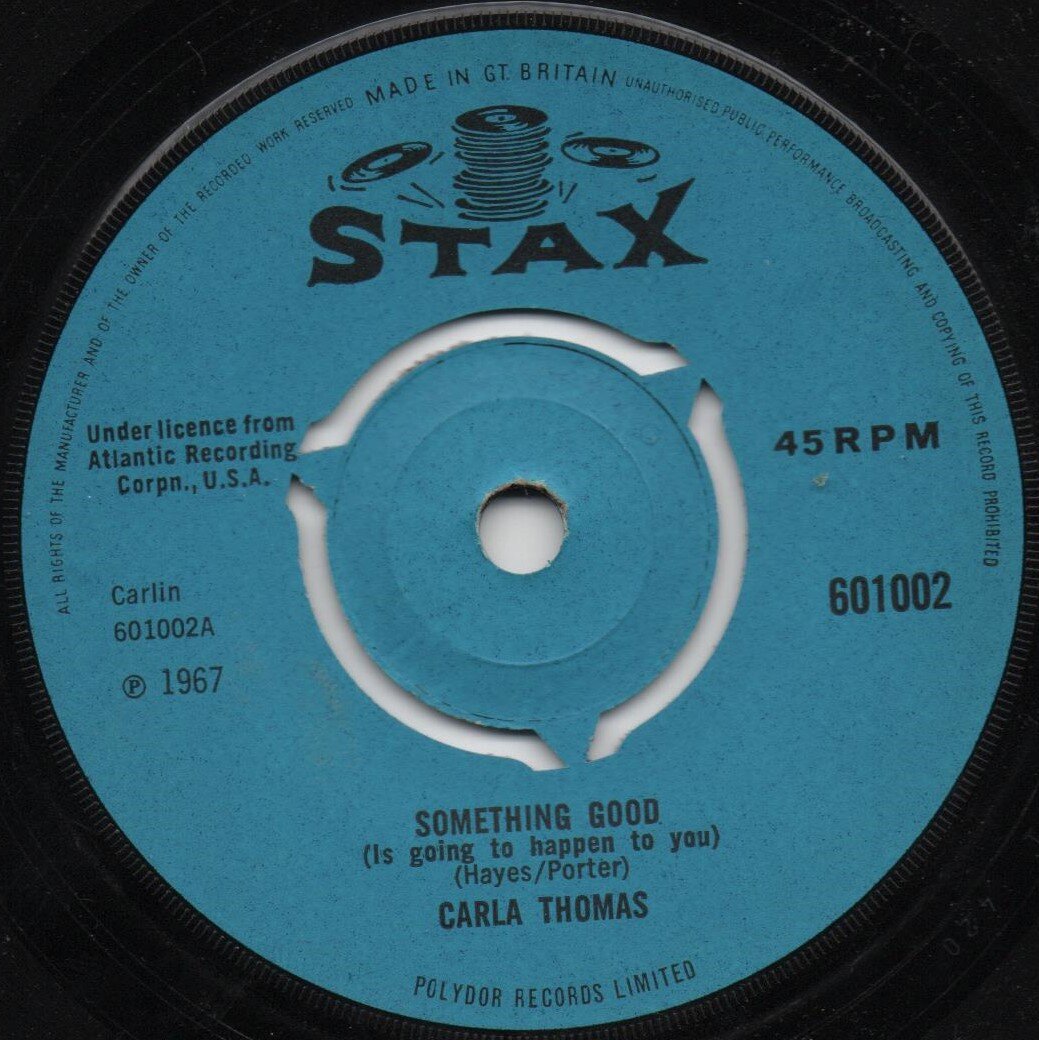 ALL RIGHTS OF THE MANUFACTURER AND OF THE OWNER OF THE RECORDED WORK RESERVED MADE IN GT. BRITAIN UNAUTHORISED PUBLIC PERFORMANCE BROADCASTING AND COPYING OF THIS RECORD PROHIBITED
STAX
Under licence from
Atlantic Recording
Corpn., U.S.A.
45 RPM
Carlin
601002A
℗ 1967
601002
SOMETHING GOOD
(Is going to happen to you)
(Hayes/Porter)
CARLA THOMAS
POLYDOR RECORDS LIMITED